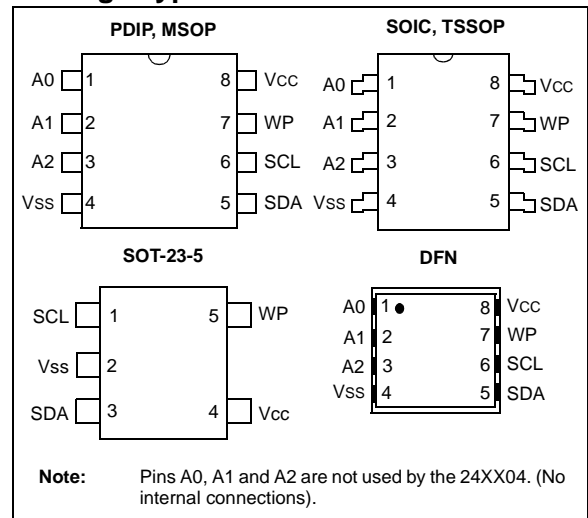 PDIP, MSOP
A0 1 8 VCC
A1 2 7 WP
A2 3 6 SCL
VSS 4 5 SDA
SOIC, TSSOP
A0 1 8 VCC
A1 2 7 WP
A2 3 6 SCL
VSS 4 5 SDA
SOT-23-5
SCL 1 5 WP
Vss 2
SDA 3 4 Vcc
DFN
A0 1 8 VCC
A1 2 7 WP
A2 3 6 SCL
VSS 4 5 SDA
Note: Pins A0, A1 and A2 are not used by the 24XX04. (No
internal connections).